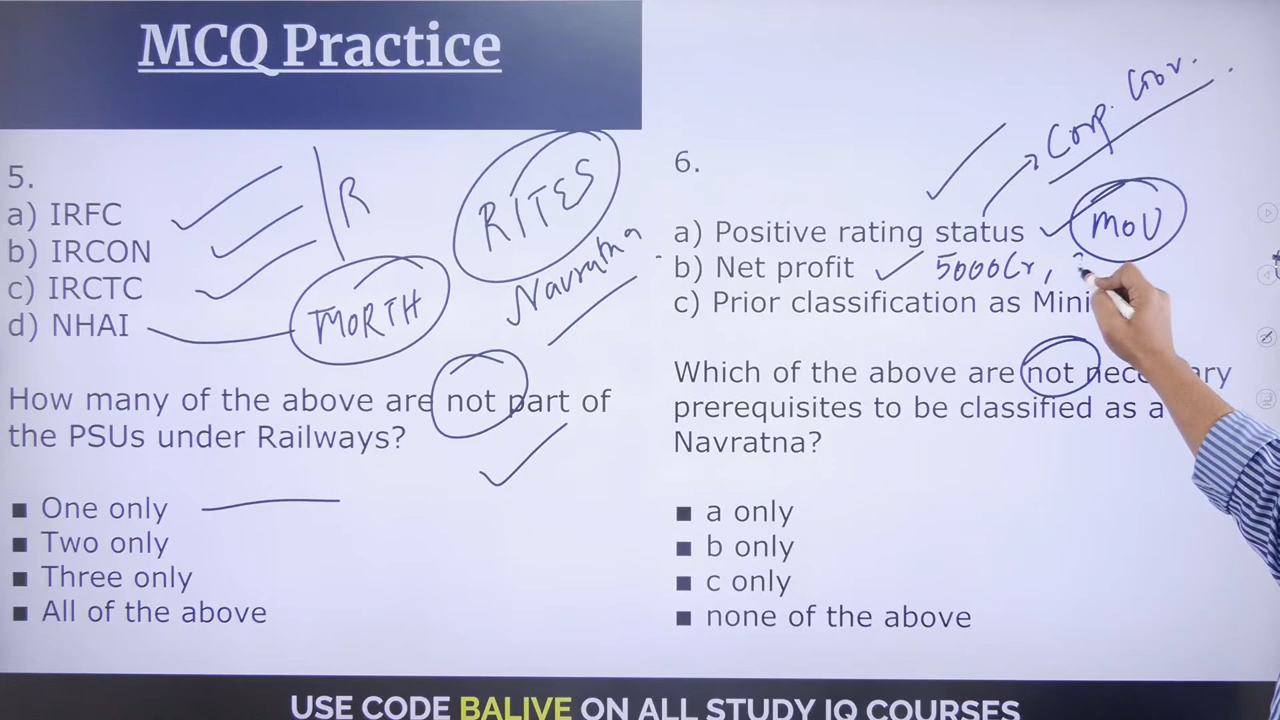 MCQ Practice
5.
a) IRFC
b) IRCON
c) IRCTC
d) NHAI
R
MORTH
RITES
Navratna
How many of the above are not part of
the PSUs under Railways?
▪ One only
▪ Two only
▪ Three only
▪ All of the above
6.
Corp. Gov.
a) Positive rating status
MoU
b) Net profit
5000Cr,
c) Prior classification as Mini
Which of the above are not
prerequisites to be classified as a
Navratna?
▪ a only
▪ b only
▪ c only
▪ none of the above
USE CODE BALIVE ON ALL STUDY IQ COURSES